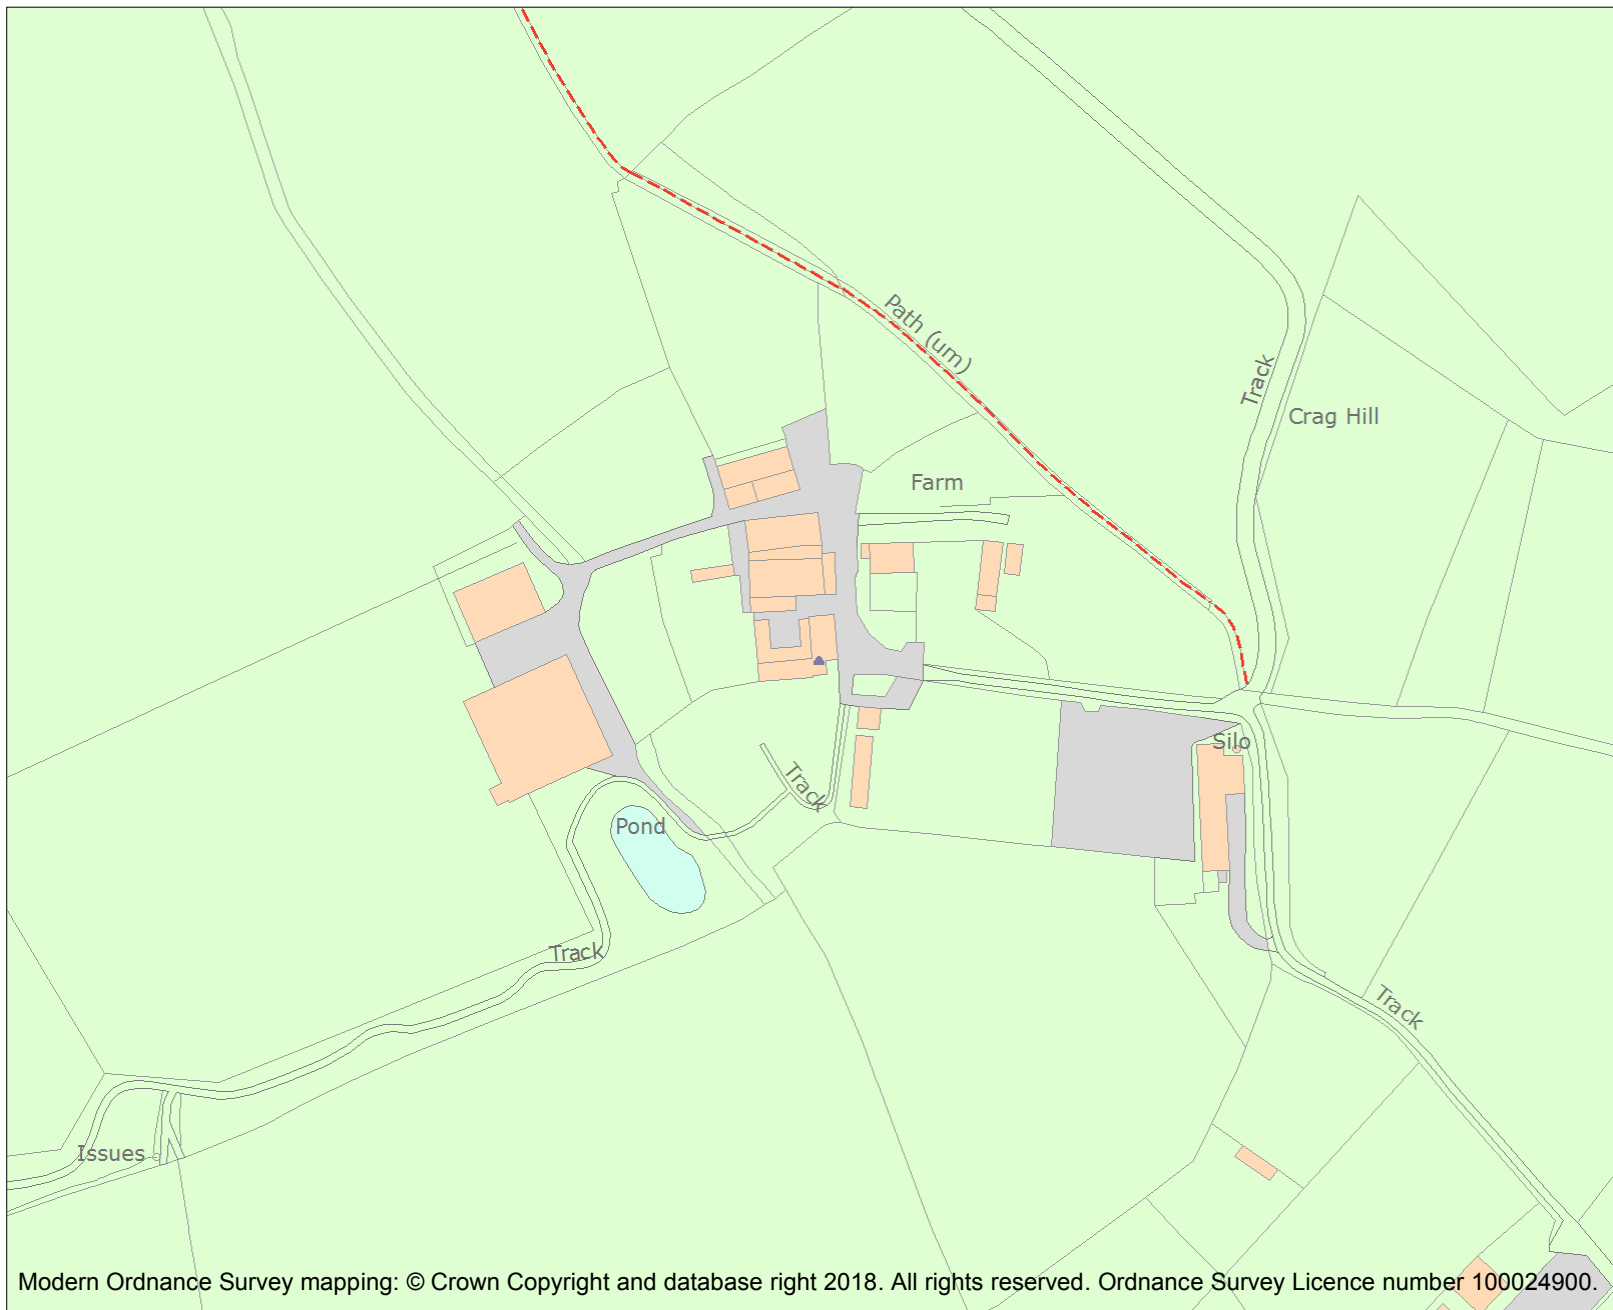 Path (um)
Track
Crag Hill
Farm
Silo
Track
Pond
Track
Track
Issues
Modern Ordnance Survey mapping: © Crown Copyright and database right 2018. All rights reserved. Ordnance Survey Licence number 100024900.